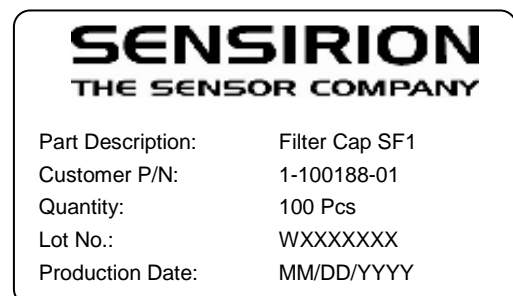 SENSIRION
THE SENSOR COMPANY
Part Description: Filter Cap SF1
Customer P/N: 1-100188-01
Quantity: 100 Pcs
Lot No.: WXXXXXXX
Production Date: MM/DD/YYYY